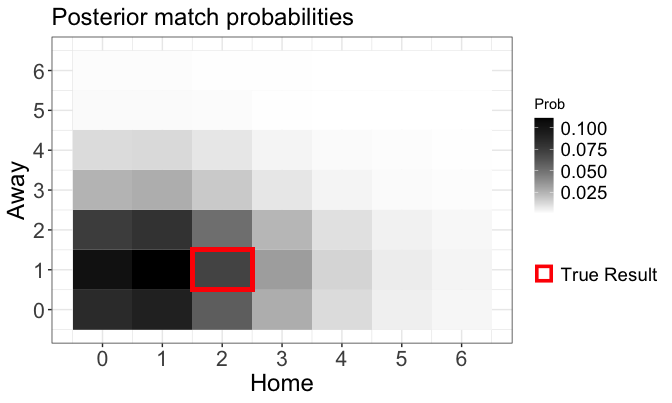 Posterior match probabilities
Away
6
5
4
3
2
1
0
0 1 2 3 4 5 6
Home
Prob
0.100
0.075
0.050
0.025
True Result